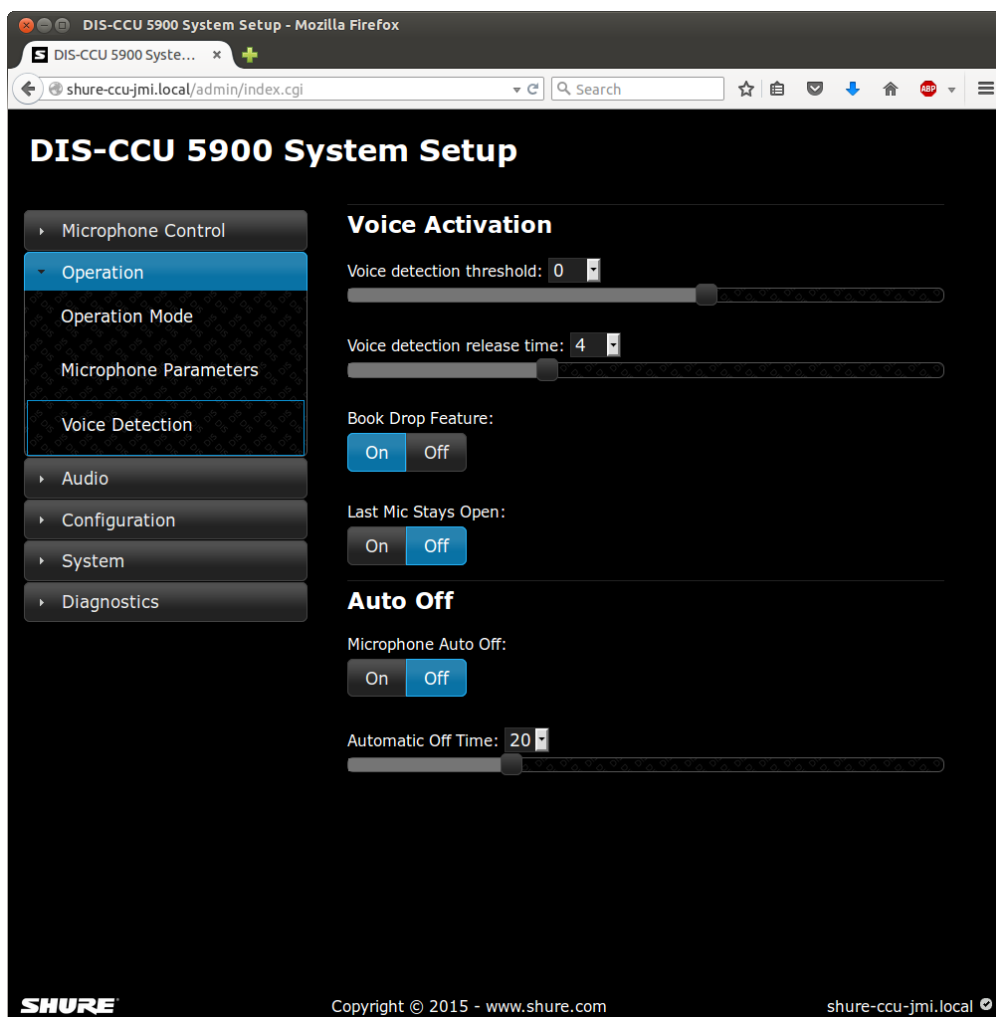 DIS-CCU 5900 System Setup - Mozilla Firefox
DIS-CCU 5900 Syste...
shure-ccu-jmi.local/admin/index.cgi
Search
ABP
DIS-CCU 5900 System Setup
Microphone Control
Operation
Operation Mode
Microphone Parameters
Voice Detection
Audio
Configuration
System
Diagnostics
Voice Activation
Voice detection threshold: 0
Voice detection release time: 4
Book Drop Feature:
On Off
Last Mic Stays Open:
On Off
Auto Off
Microphone Auto Off:
On Off
Automatic Off Time: 20
SHURE
Copyright © 2015 - www.shure.com
shure-ccu-jmi.local